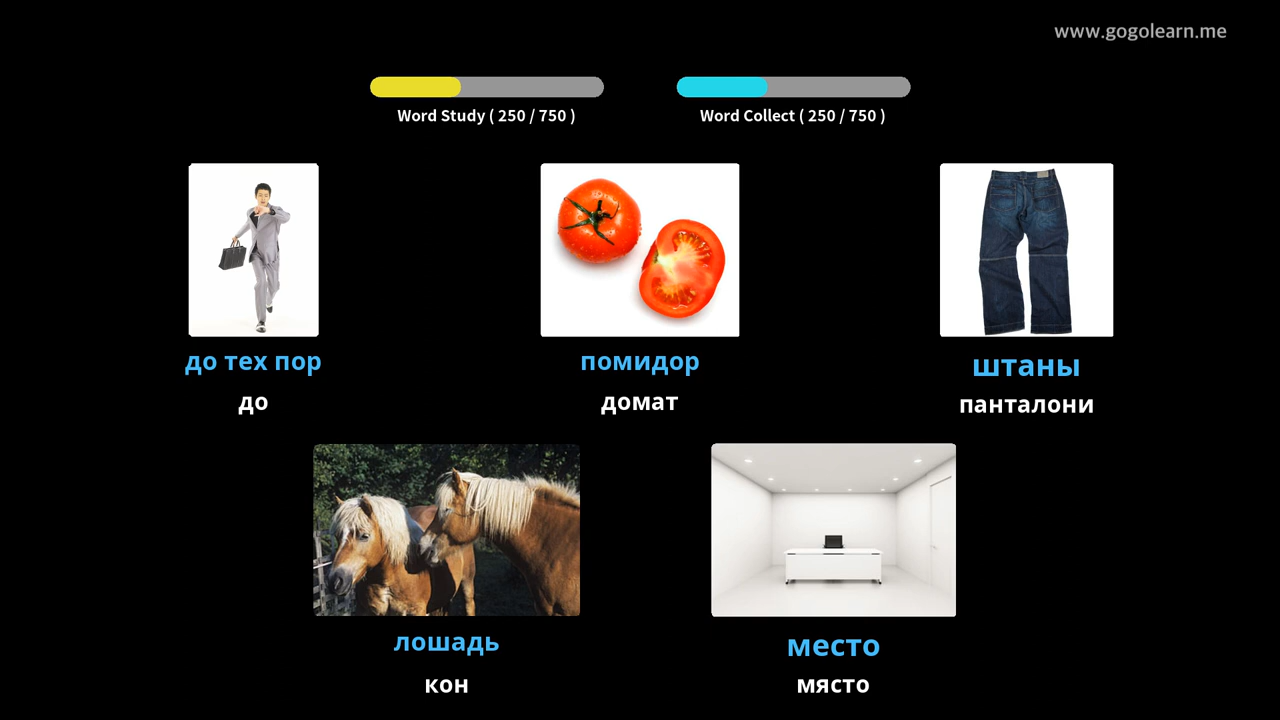 www.gogolearn.me
Word Study ( 250 / 750 )
Word Collect ( 250 / 750 )
до тех пор
до
помидор
домат
штаны
панталони
лошадь
кон
место
място